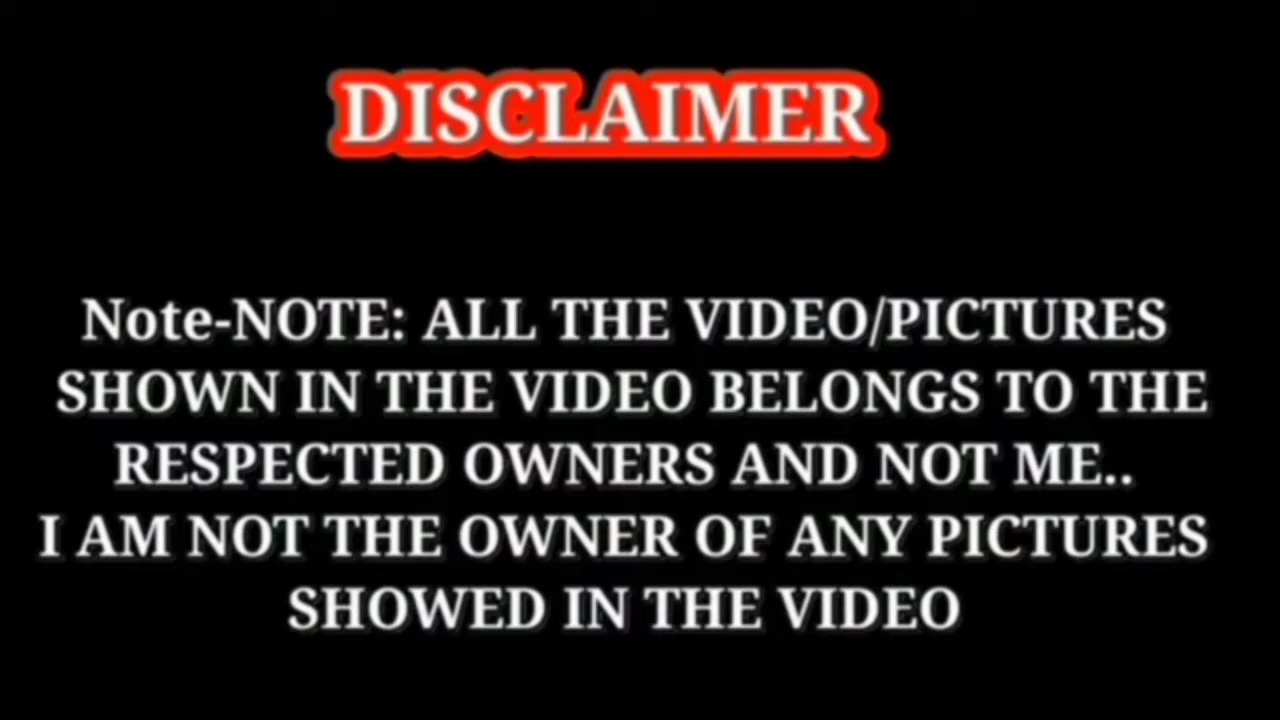 DISCLAIMER
Note-NOTE: ALL THE VIDEO/PICTURES
SHOWN IN THE VIDEO BELONGS TO THE
RESPECTED OWNERS AND NOT ME..
I AM NOT THE OWNER OF ANY PICTURES
SHOWED IN THE VIDEO